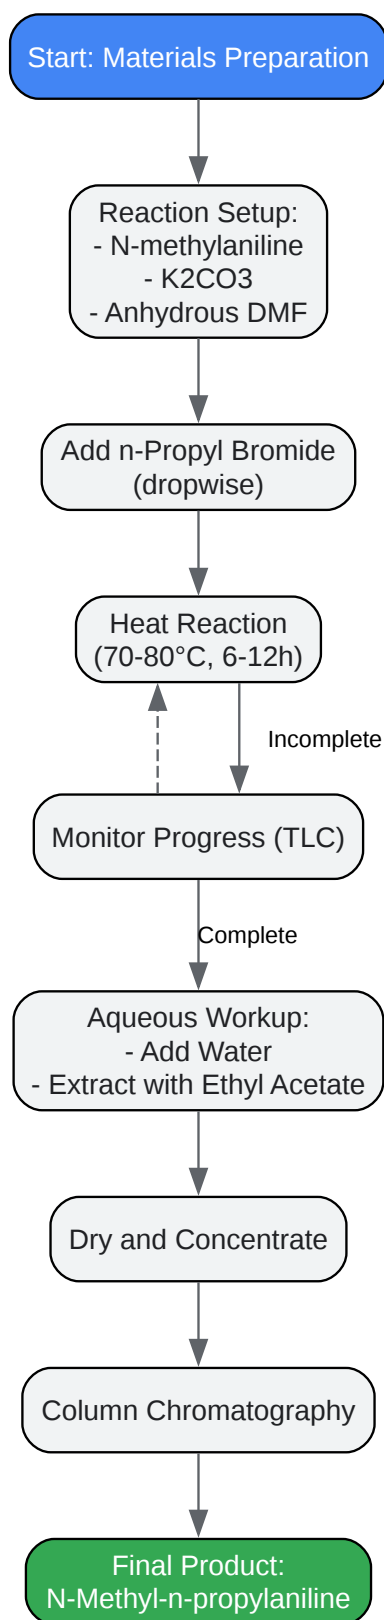 Start: Materials Preparation
Reaction Setup:
- N-methylaniline
- K2CO3
- Anhydrous DMF
Add n-Propyl Bromide
(dropwise)
Heat Reaction
(70-80°C, 6-12h)
Incomplete
Monitor Progress (TLC)
Complete
Aqueous Workup:
- Add Water
- Extract with Ethyl Acetate
Dry and Concentrate
Column Chromatography
Final Product:
N-Methyl-n-propylaniline